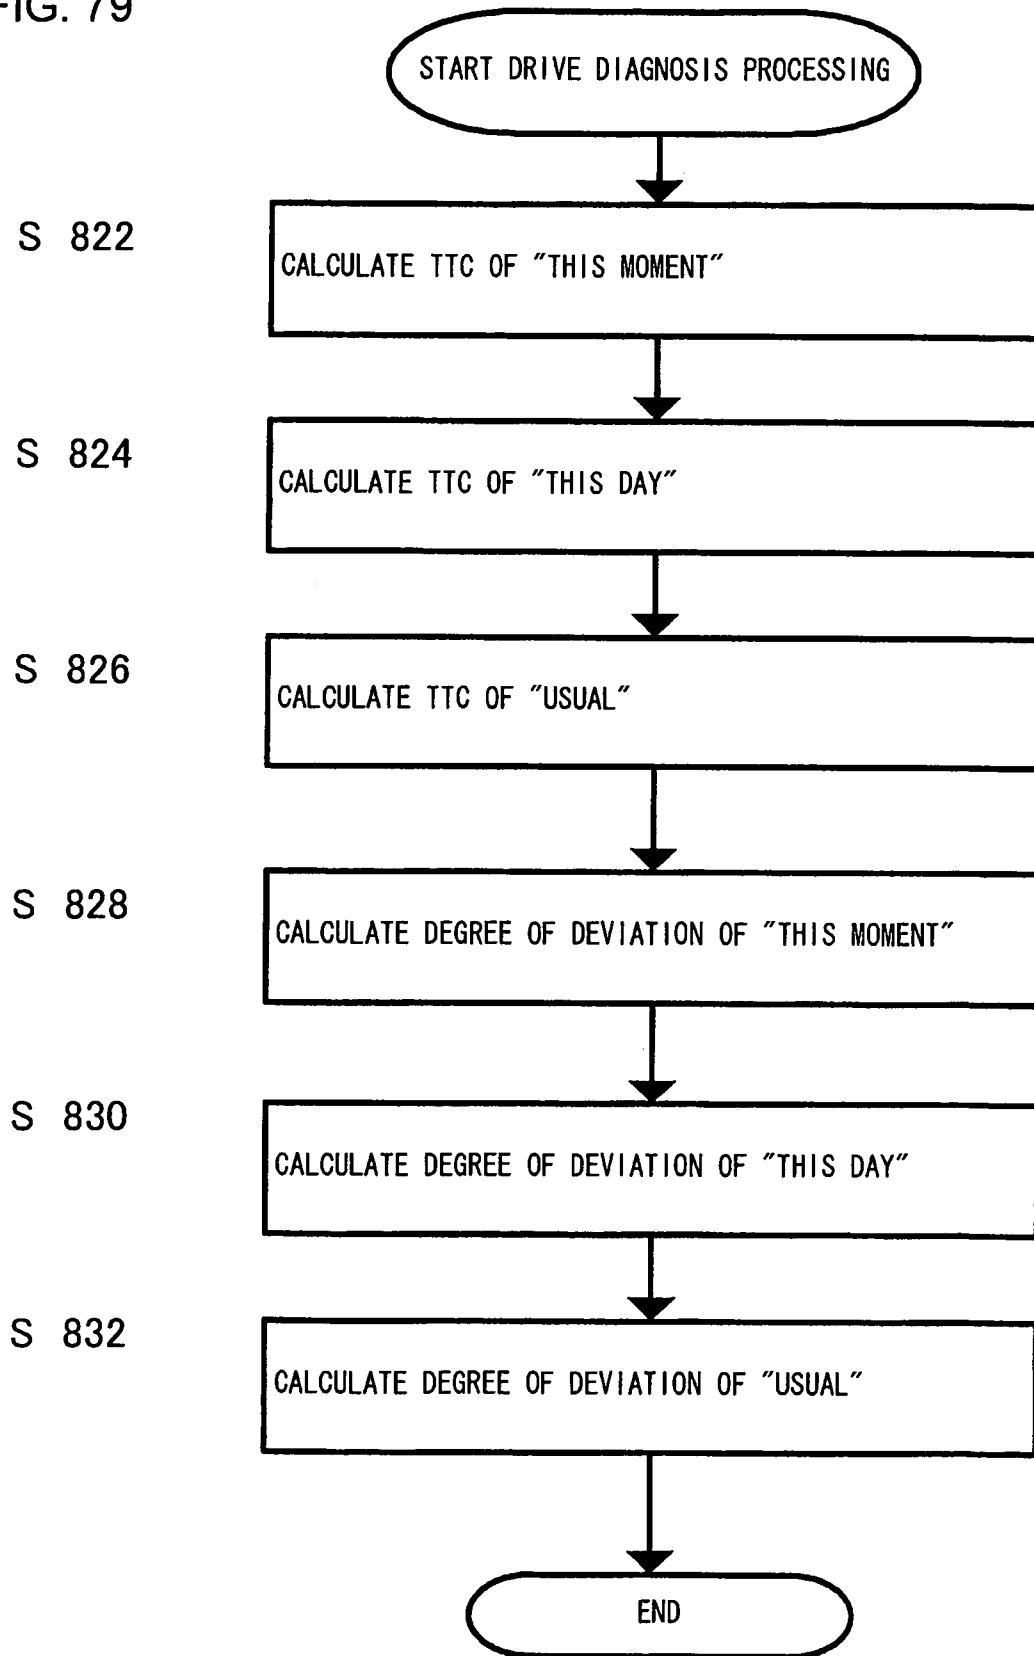 FIG. 79
START DRIVE DIAGNOSIS PROCESSING
S 822
CALCULATE TTC OF "THIS MOMENT"
S 824
CALCULATE TTC OF "THIS DAY"
S 826
CALCULATE TTC OF "USUAL"
S 828
CALCULATE DEGREE OF DEVIATION OF "THIS MOMENT"
S 830
CALCULATE DEGREE OF DEVIATION OF "THIS DAY"
S 832
CALCULATE DEGREE OF DEVIATION OF "USUAL"
END